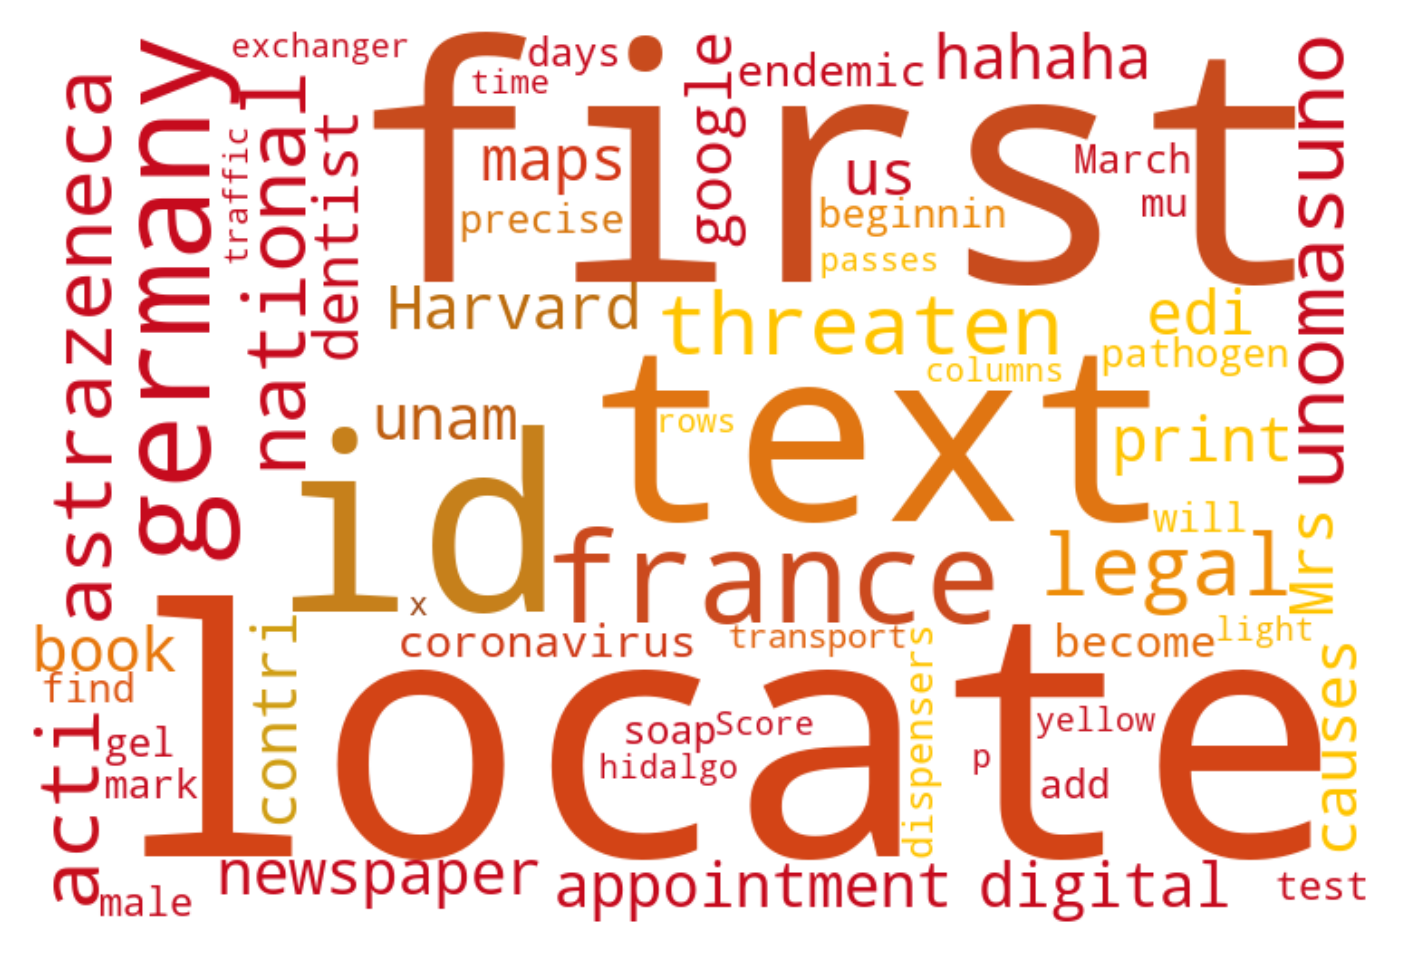 exchanger
first
days
time
google
endemic
hahaha
unomasuno
astrazeneca
germany
national
traffic
dentist
maps
us
March
precise
beginnin
mu
passes
Harvard
threaten
edi
pathogen
columns
text
unam
rows
print
id
will
france
legal
Mrs
x
book
contri
coronavirus
transport
dispensers
become
light
find
locate
causes
acti
gel
mark
soap
Score
hidalgo
yellow
p
add
newspaper
appointment
digital
test
male